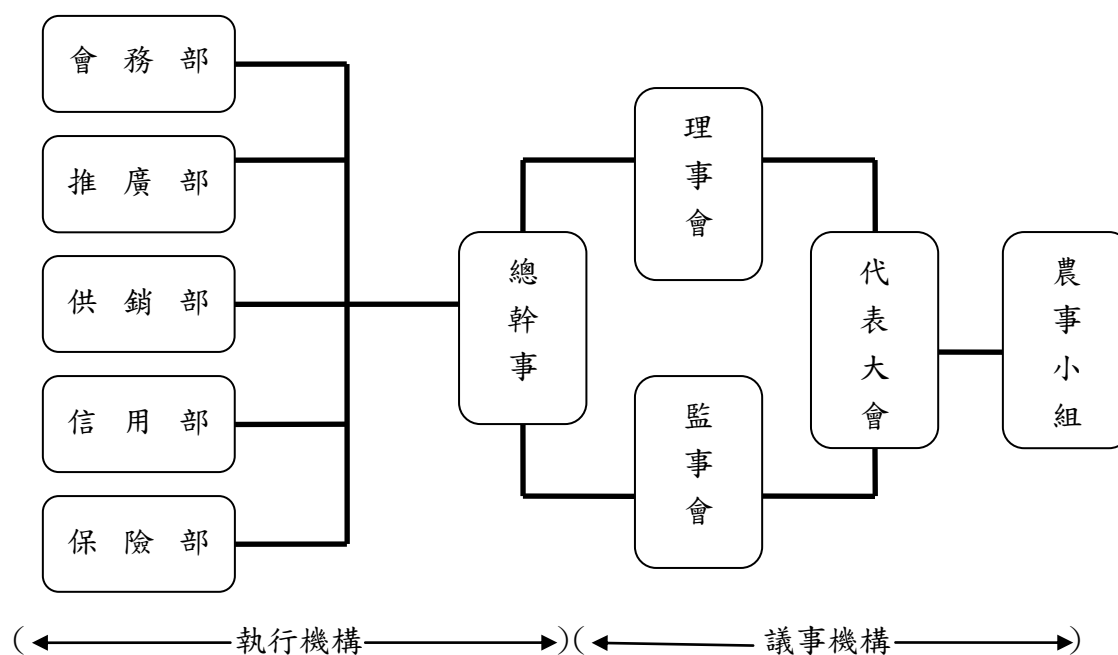 會務部
推廣部
供銷部
信用部
保險部
總幹事
理事會
監事會
代表大會
農事小組
(執行機構)(議事機構)